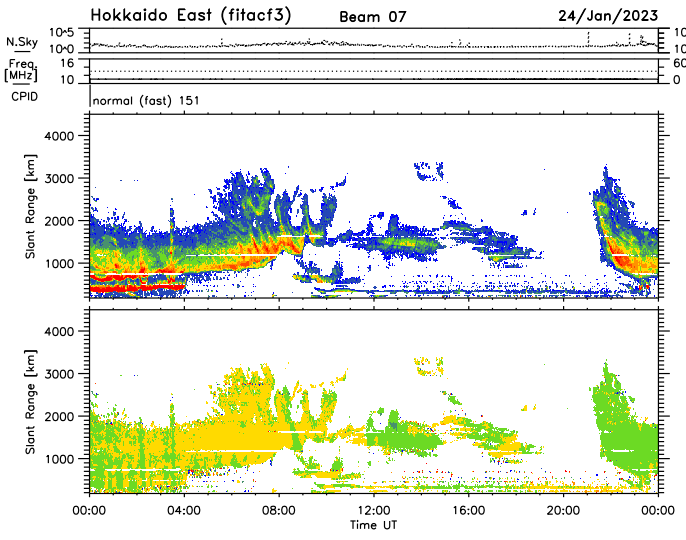 Hokkaido East (fitacf3) Beam 07 24/Jan/2023
N.Sky 10^5 10^0 10 10
Freq. [MHz] 16 10 60 0
CPID normal (fast) 151
Slant Range [km] 4000 3000 2000 1000
Slant Range [km] 4000 3000 2000 1000
00:00 04:00 08:00 12:00 16:00 20:00 00:00
Time UT